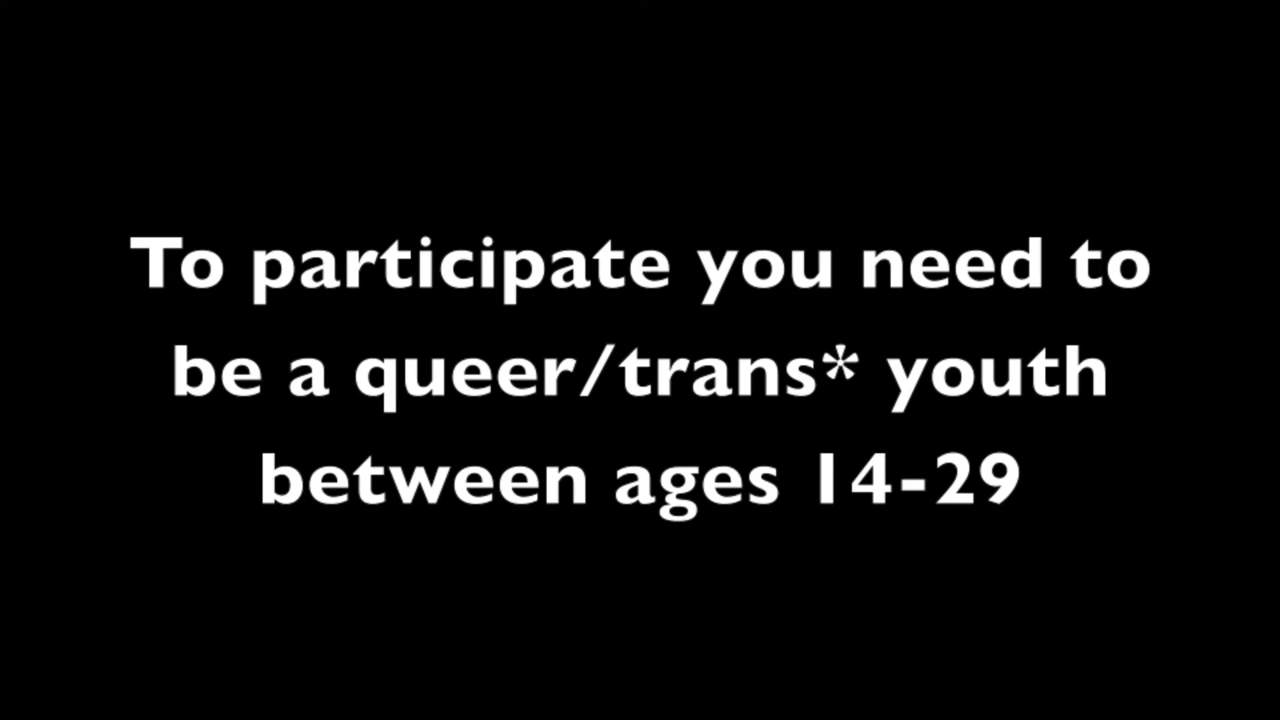 To participate you need to
be a queer/trans* youth
between ages 14-29